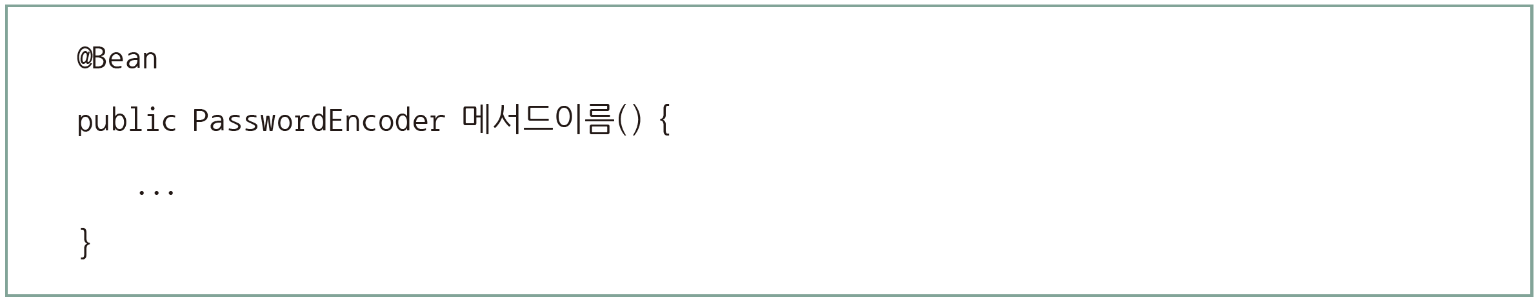 @Bean
public PasswordEncoder 메서드이름() {
...
}